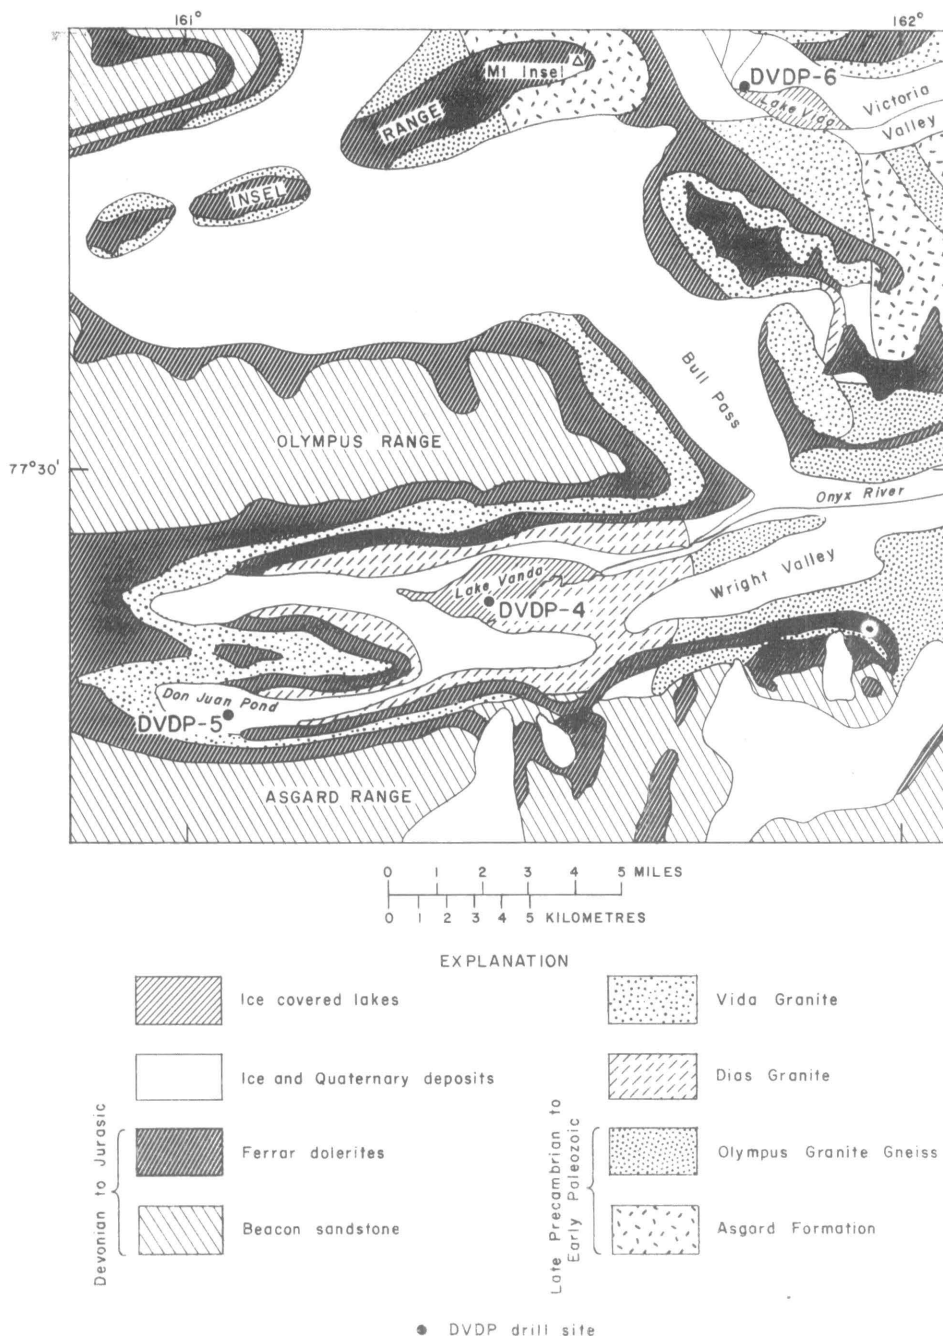 161°
162°
Mt Insel
DVDP-6
Lake Vida
Victoria
Valley
RANGE
INSEL
Bull Pass
OLYMPUS RANGE
77°30'
Onyx River
Lake Vanda
DVDP-4
Wright Valley
Don Juan Pond
DVDP-5
ASGARD RANGE
0 1 2 3 4 5 MILES
0 1 2 3 4 5 KILOMETRES
EXPLANATION
Ice covered lakes
Ice and Quaternary deposits
Devonian to Jurasic
Ferrar dolerites
Beacon sandstone
Vida Granite
Dias Granite
Late Precambrian to
Early Paleozoic
Olympus Granite Gneiss
Asgard Formation
DVDP drill site